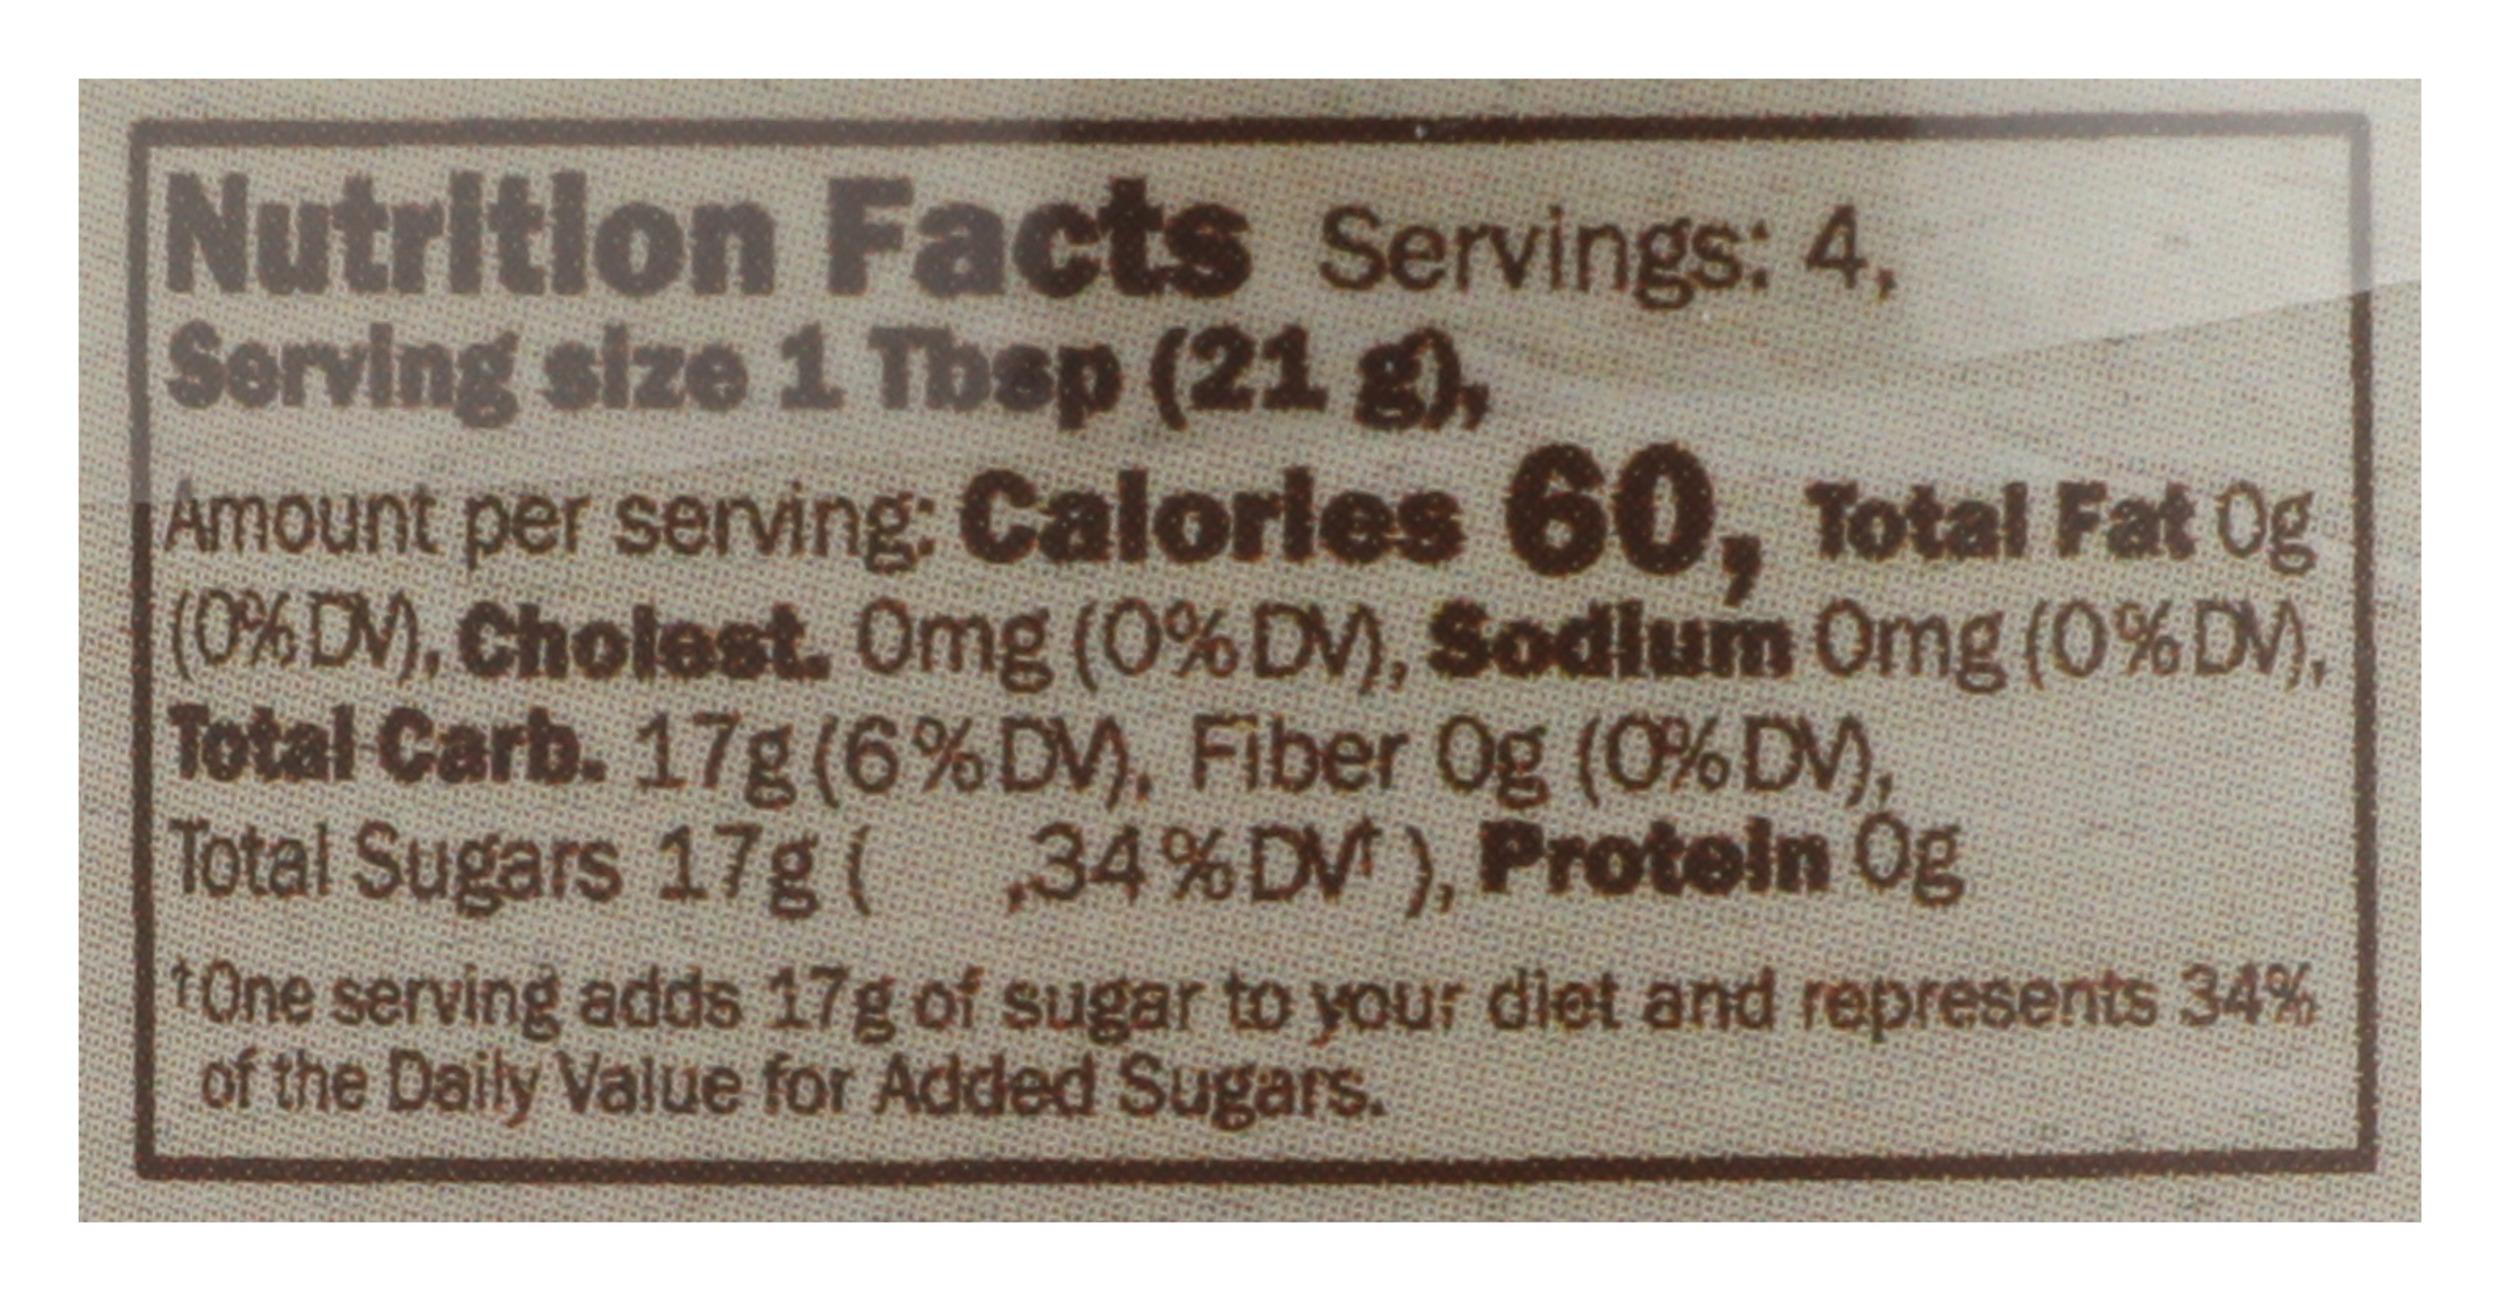 Nutrition Facts Servings: 4,
Serving size 1 Tbsp (21 g),
Amount per serving: Calories 60, Total Fat 0g
(0% DV), Cholest. 0mg (0% DV), Sodium 0mg (0% DV),
Total Carb. 17g (6% DV), Fiber 0g (0% DV),
Total Sugars 17g ( ,34% DV† ), Protein 0g
†One serving adds 17g of sugar to your diet and represents 34%
of the Daily Value for Added Sugars.